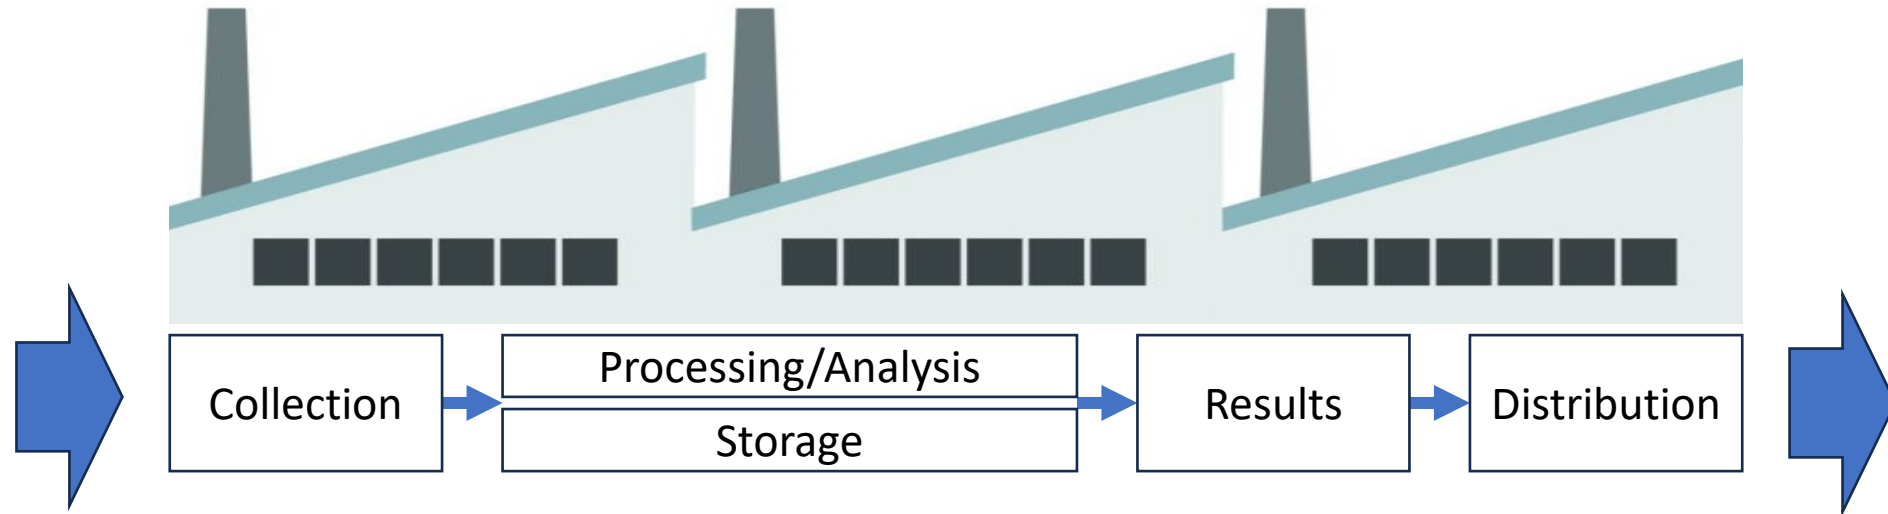 Collection
Processing/Analysis
Storage
Results
Distribution